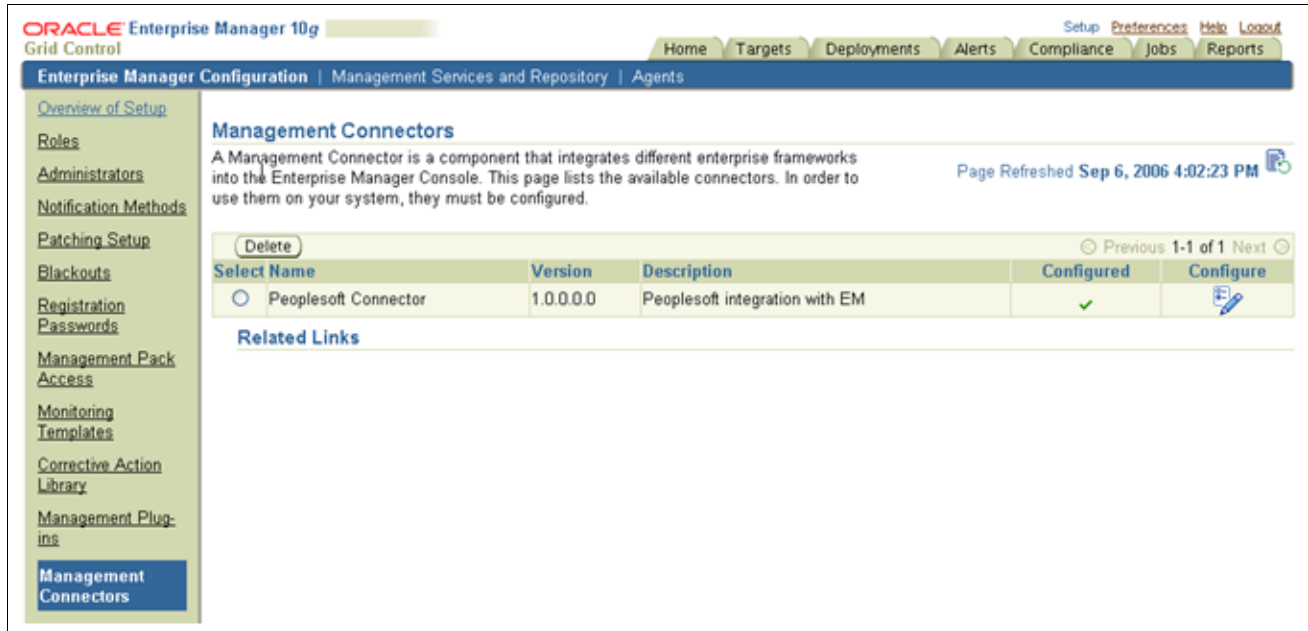 ORACLE Enterprise Manager 10g
Grid Control
Setup Preferences Help Logout
Home Targets Deployments Alerts Compliance Jobs Reports
Enterprise Manager Configuration | Management Services and Repository | Agents
Overview of Setup
Roles
Administrators
Notification Methods
Patching Setup
Blackouts
Registration
Passwords
Management Pack
Access
Monitoring
Templates
Corrective Action
Library
Management Plug-
ins
Management
Connectors
Management Connectors
A Management Connector is a component that integrates different enterprise frameworks
into the Enterprise Manager Console. This page lists the available connectors. In order to
use them on your system, they must be configured.
Page Refreshed Sep 6, 2006 4:02:23 PM
Delete
Previous 1-1 of 1 Next
Select Name Version Description Configured Configure
Peoplesoft Connector 1.0.0.0.0 Peoplesoft integration with EM
Related Links